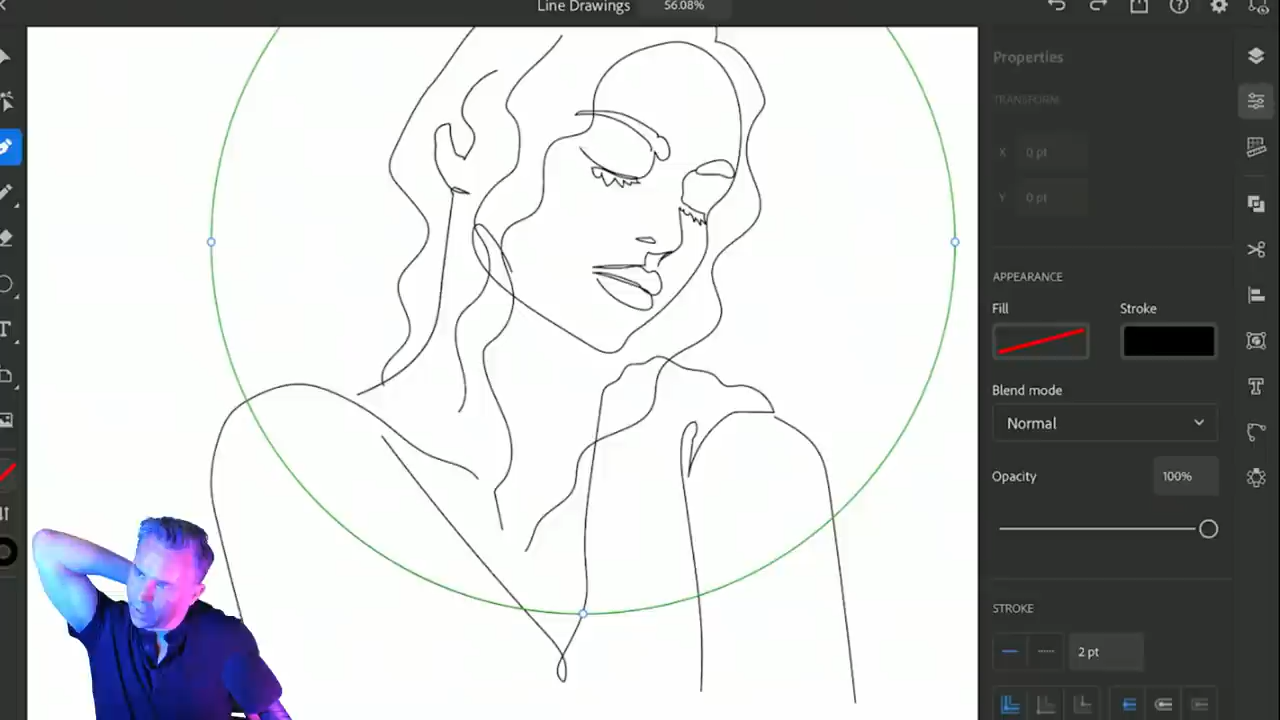 Line Drawings
56.08%
Properties
TRANSFORM
X 0 pt
Y 0 pt
APPEARANCE
Fill
Stroke
Blend mode
Normal
Opacity
100%
STROKE
2 pt